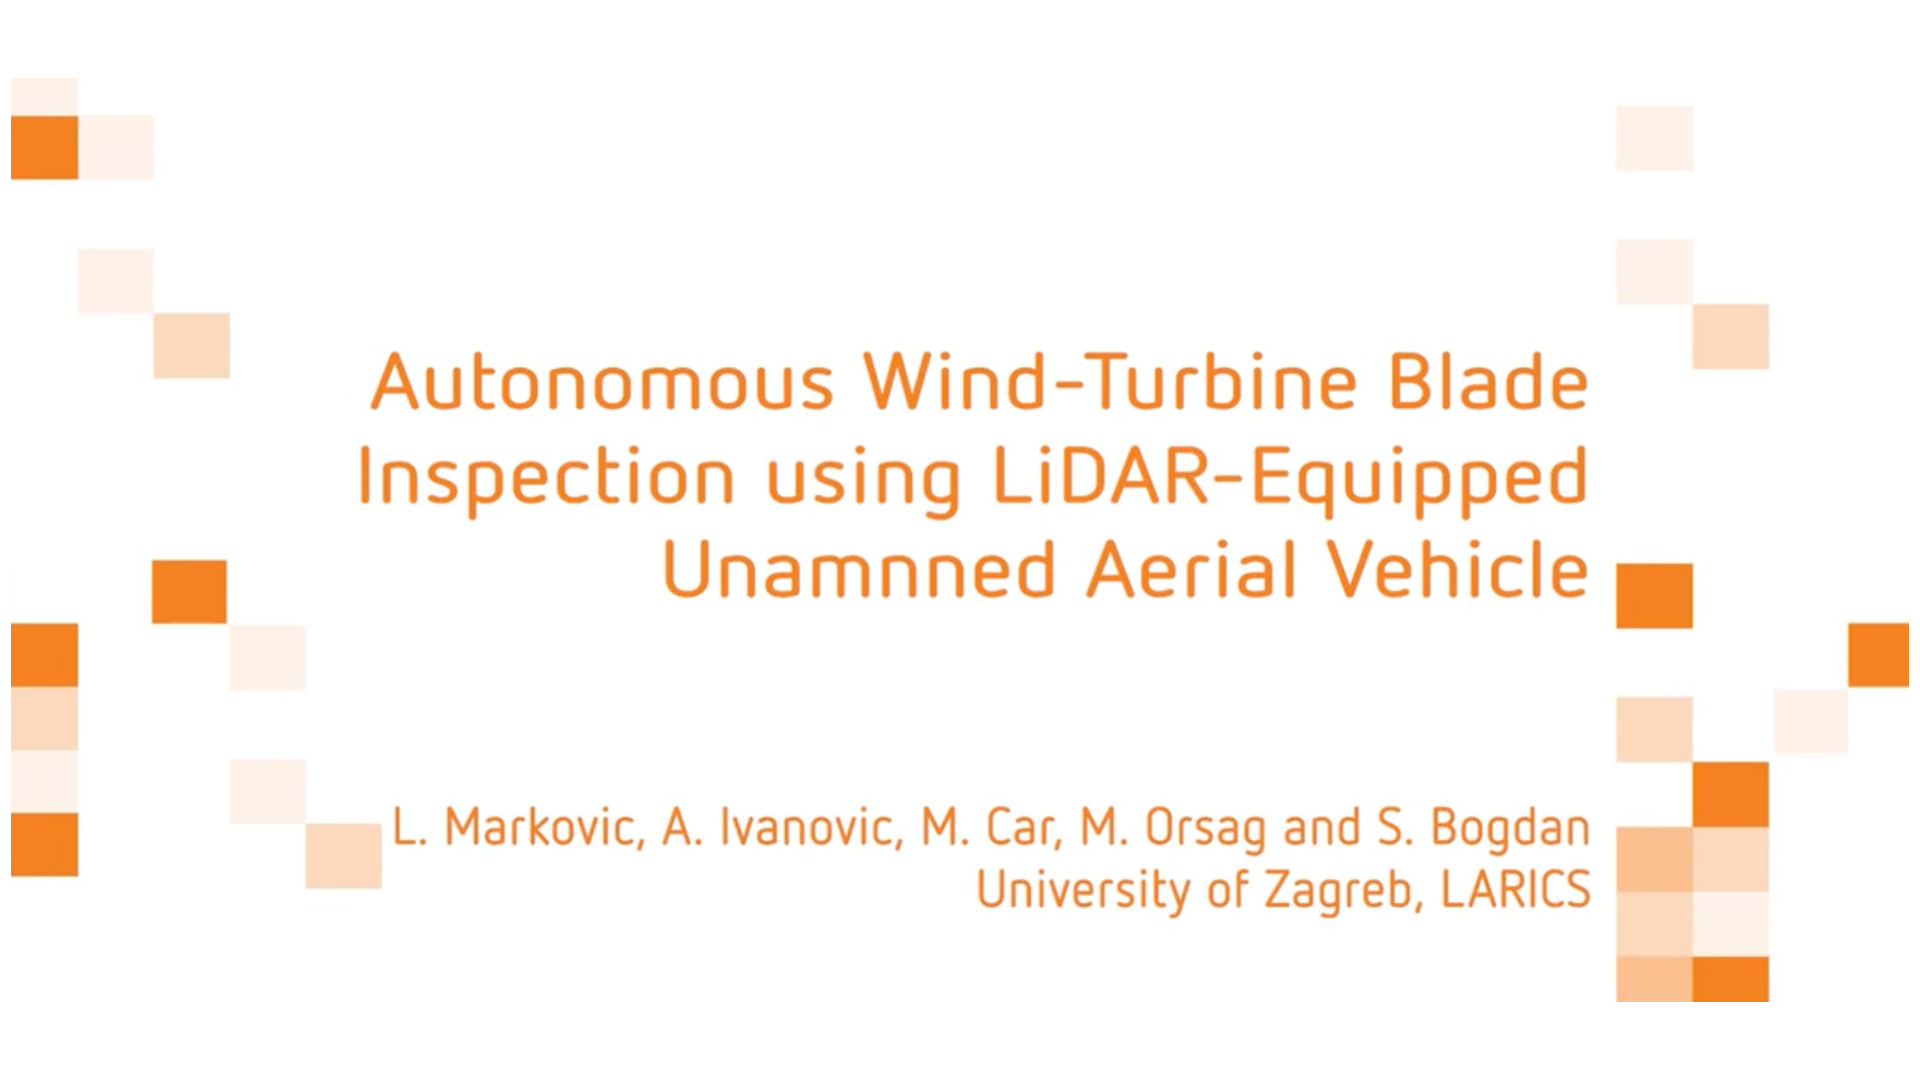 Autonomous Wind-Turbine Blade
Inspection using LiDAR-Equipped
Unamnned Aerial Vehicle
L. Markovic, A. Ivanovic, M. Car, M. Orsag and S. Bogdan
University of Zagreb, LARICS